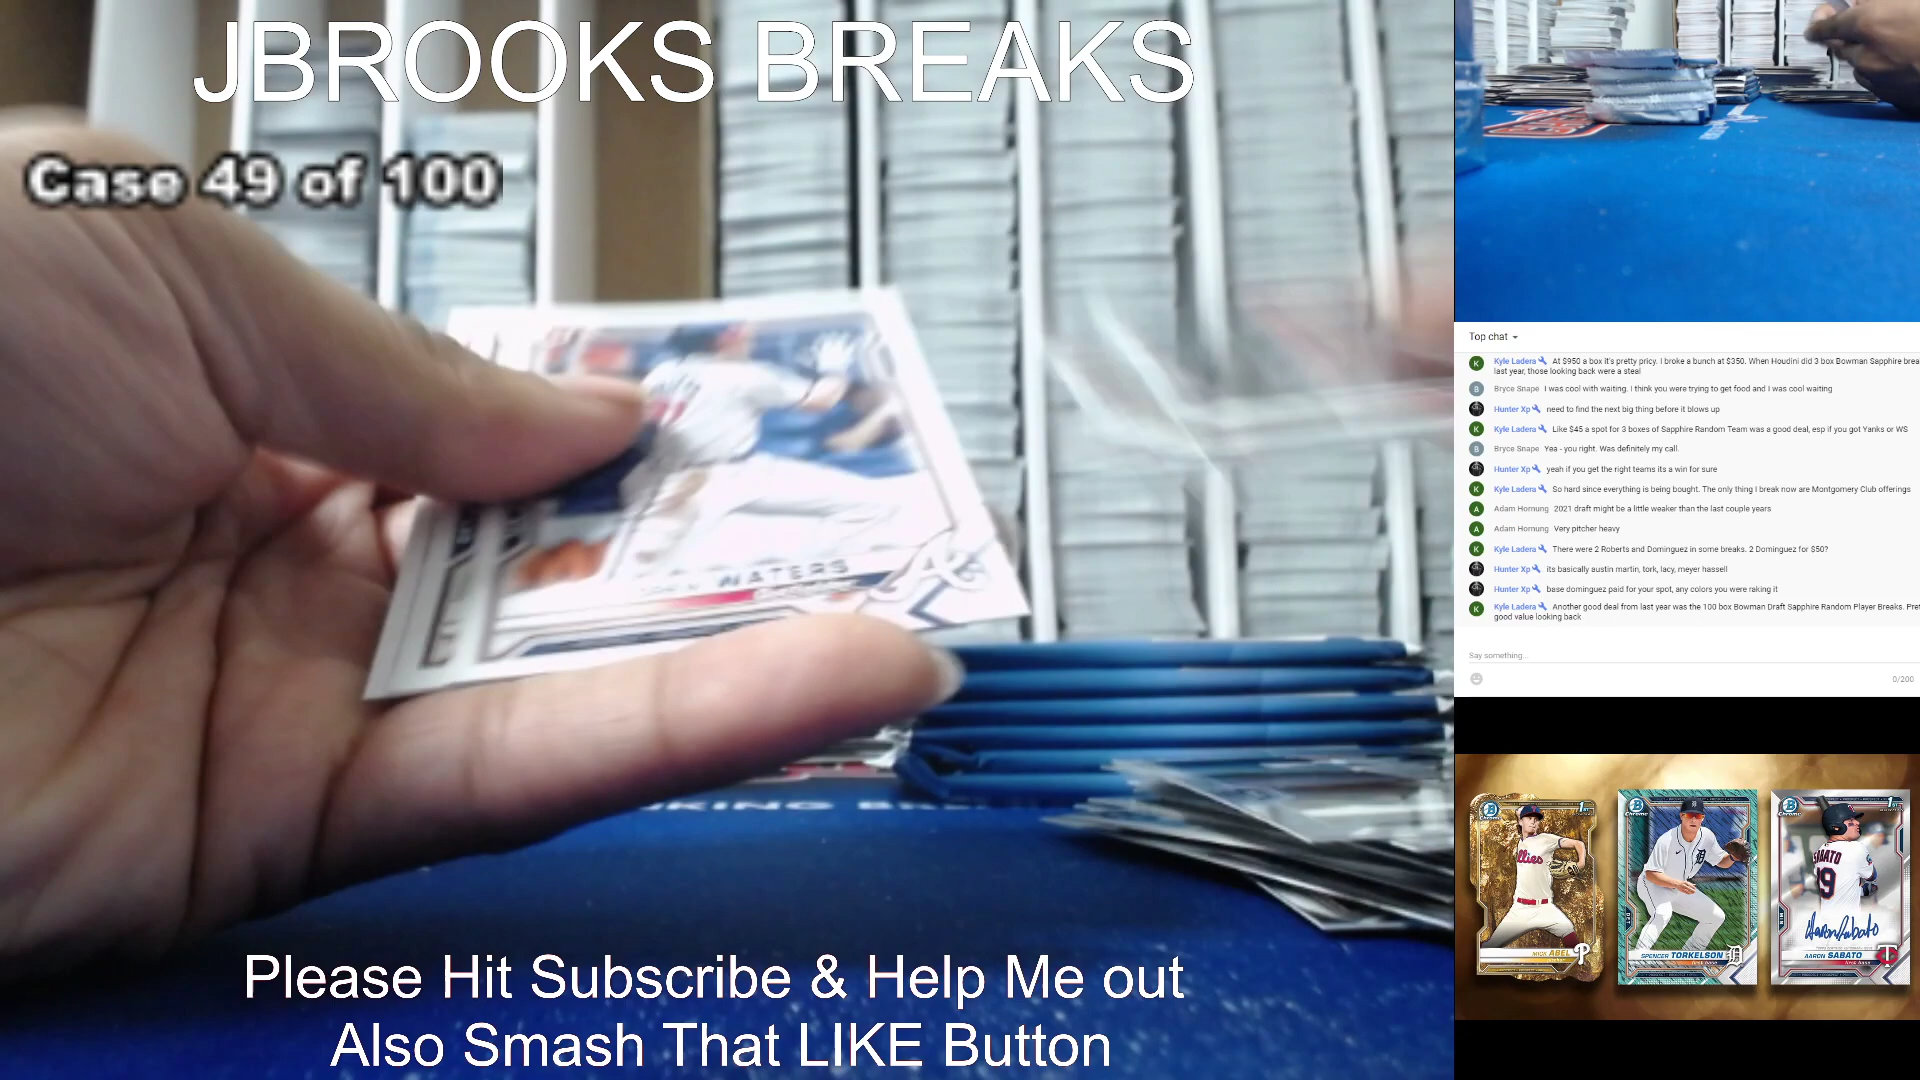 JBROOKS BREAKS
Case 49 of 100
WATERS
Please Hit Subscribe & Help Me out
Also Smash That LIKE Button
Top chat
K Kyle Ladera At $950 a box it's pretty pricy. I broke a bunch at $350. When Houdini did 3 box Bowman Sapphire brea
last year, those looking back were a steal
B Bryce Snape I was cool with waiting. I think you were trying to get food and I was cool waiting
Hunter Xp need to find the next big thing before it blows up
K Kyle Ladera Like $45 a spot for 3 boxes of Sapphire Random Team was a good deal, esp if you got Yanks or WS
B Bryce Snape Yea - you right. Was definitely my call.
Hunter Xp yeah if you get the right teams its a win for sure
K Kyle Ladera So hard since everything is being bought. The only thing I break now are Montgomery Club offerings
A Adam Hornung 2021 draft might be a little weaker than the last couple years
A Adam Hornung Very pitcher heavy
K Kyle Ladera There were 2 Roberts and Dominguez in some breaks. 2 Dominguez for $50?
Hunter Xp its basically austin martin, tork, lacy, meyer hassell
Hunter Xp base dominguez paid for your spot, any colors you were raking it
K Kyle Ladera Another good deal from last year was the 100 box Bowman Draft Sapphire Random Player Breaks. Pret
good value looking back
Say something...
0/200
MICK ABEL
SPENCER TORKELSON
first base
SABATO
19
AARON SABATO
first base